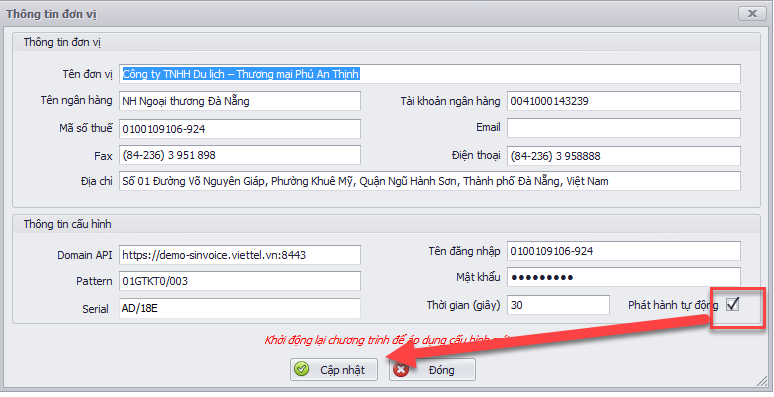 Thông tin đơn vị
Thông tin đơn vị
Tên đơn vị Công ty TNHH Du lịch – Thương mại Phú An Thịnh
Tên ngân hàng NH Ngoại thương Đà Nẵng Tài khoản ngân hàng 0041000143239
Mã số thuế 0100109106-924 Email
Fax (84-236) 3 951 898 Điện thoại (84-236) 3 958888
Địa chỉ Số 01 Đường Võ Nguyên Giáp, Phường Khuê Mỹ, Quận Ngũ Hành Sơn, Thành phố Đà Nẵng, Việt Nam
Thông tin cấu hình
Domain API https://demo-sinvoice.viettel.vn:8443 Tên đăng nhập 0100109106-924
Pattern 01GTKT0/003 Mật khẩu ●●●●●●●●●
Serial AD/18E Thời gian (giây) 30 Phát hành tự động
Khởi động lại chương trình để áp dụng cấu hình
Cập nhật Đóng